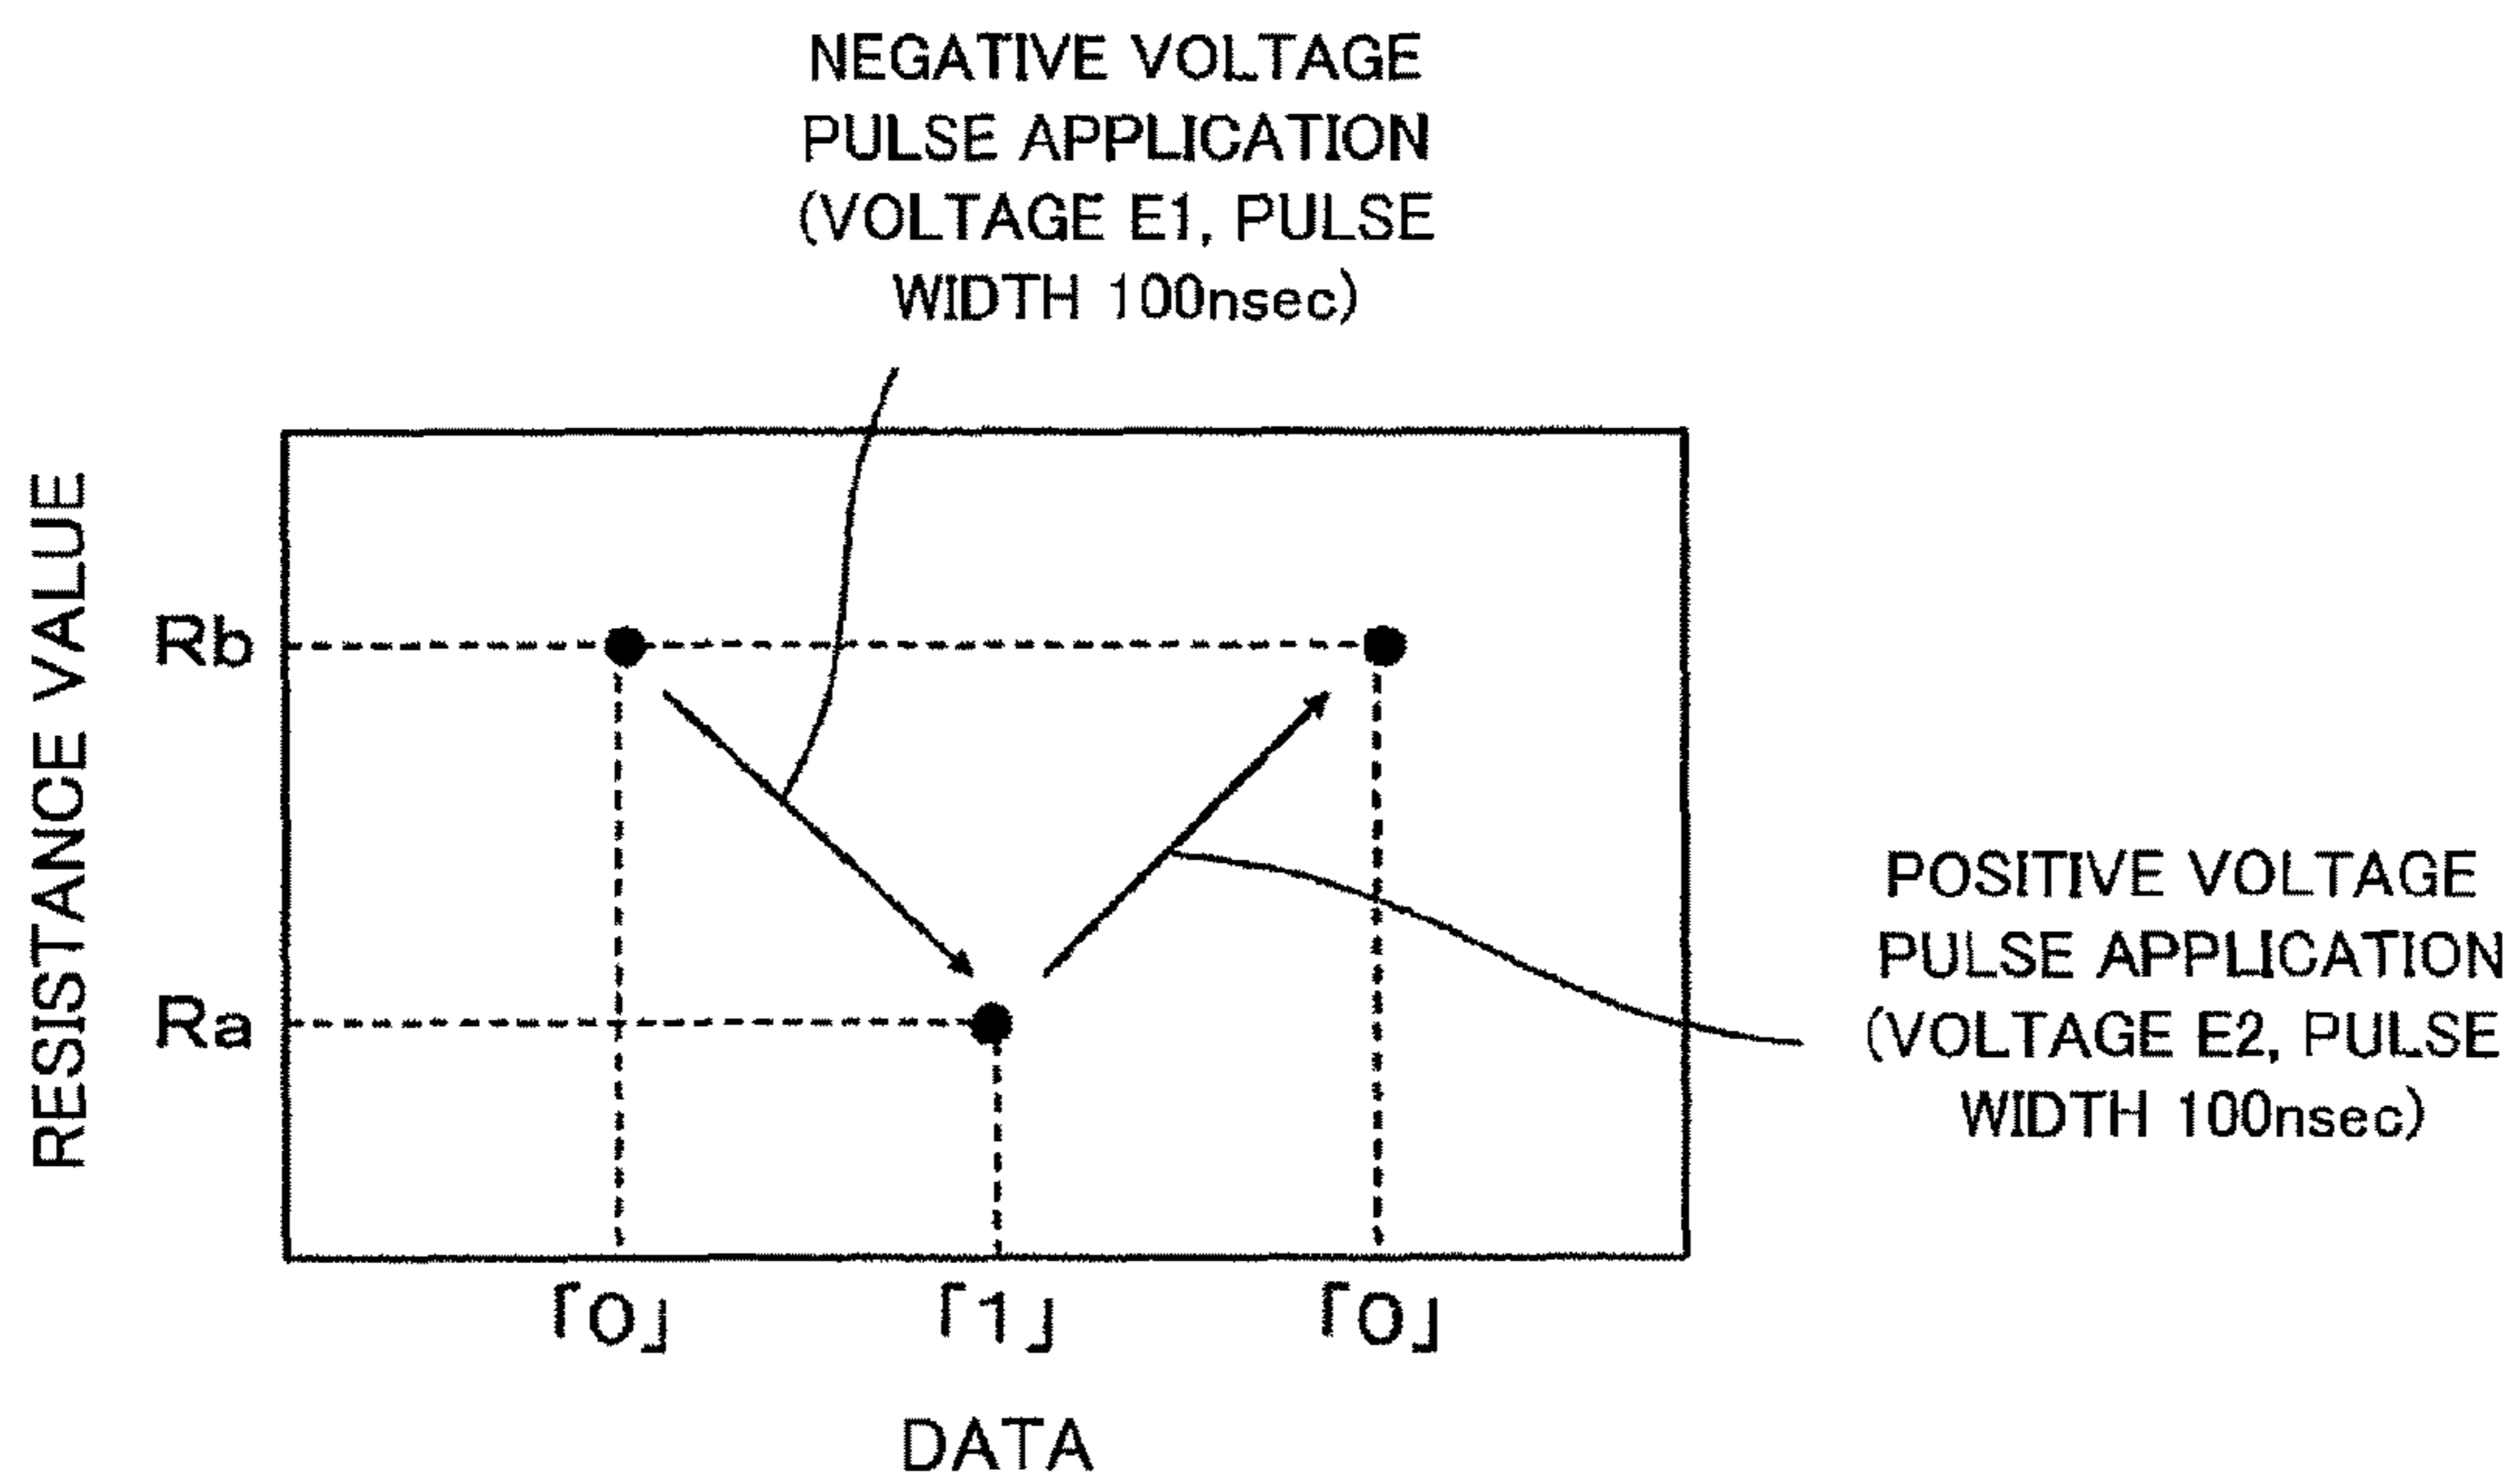 NEGATIVE VOLTAGE
PULSE APPLICATION
(VOLTAGE E1, PULSE
WIDTH 100nsec)
RESISTANCE VALUE
Rb
Ra
POSITIVE VOLTAGE
PULSE APPLICATION
(VOLTAGE E2, PULSE
WIDTH 100nsec)
「0」 「1」 「0」
DATA